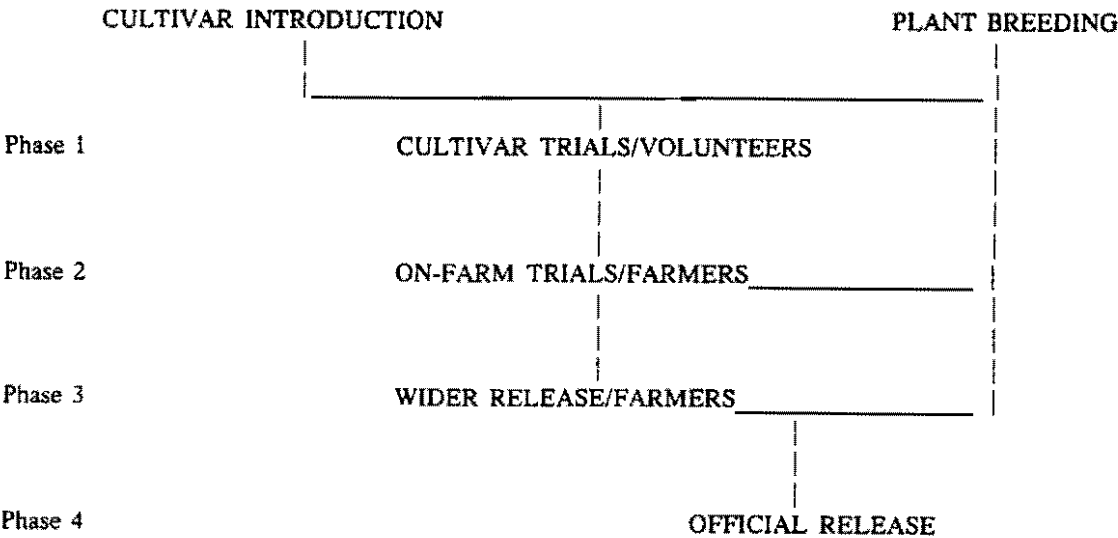 CULTIVAR INTRODUCTION PLANT BREEDING
Phase 1 CULTIVAR TRIALS/VOLUNTEERS
Phase 2 ON-FARM TRIALS/FARMERS
Phase 3 WIDER RELEASE/FARMERS
Phase 4 OFFICIAL RELEASE